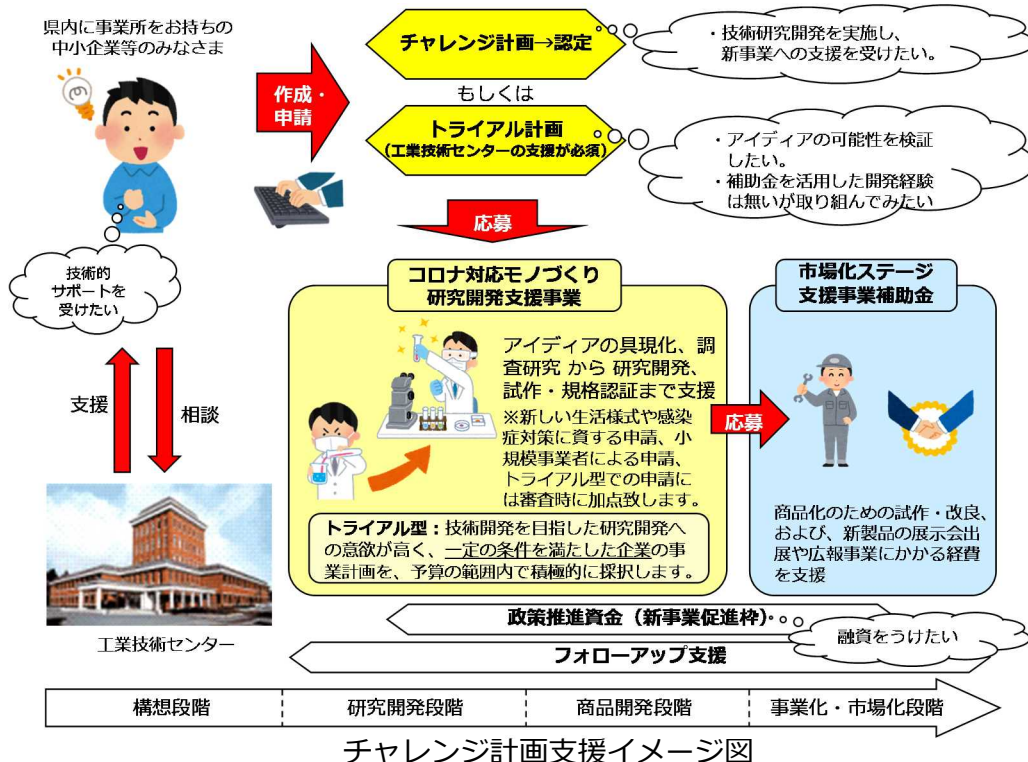 県内に事業所をお持ちの
中小企業等のみなさま
作成・
申請
チャレンジ計画→認定
もしくは
トライアル計画
（工業技術センターの支援が必須）
・技術研究開発を実施し、
新事業への支援を受けたい。
・アイディアの可能性を検証
したい。
・補助金を活用した開発経験
は無いが取り組んでみたい
応募
技術的
サポートを
受けたい
支援
相談
工業技術センター
コロナ対応モノづくり
研究開発支援事業
アイディアの具現化、調
査研究 から 研究開発、
試作・規格認証まで支援
※新しい生活様式や感染
症対策に資する申請、小
規模事業者による申請、
トライアル型での申請に
は審査時に加点致します。
トライアル型：技術開発を目指した研究開発へ
の意欲が高く、一定の条件を満たした企業の事
業計画を、予算の範囲内で積極的に採択します。
応募
市場化ステージ
支援事業補助金
商品化のための試作・改良、
および、新製品の展示会出
展や広報事業にかかる経費
を支援
政策推進資金（新事業促進枠）
融資をうけたい
フォローアップ支援
構想段階
研究開発段階
商品開発段階
事業化・市場化段階
チャレンジ計画支援イメージ図